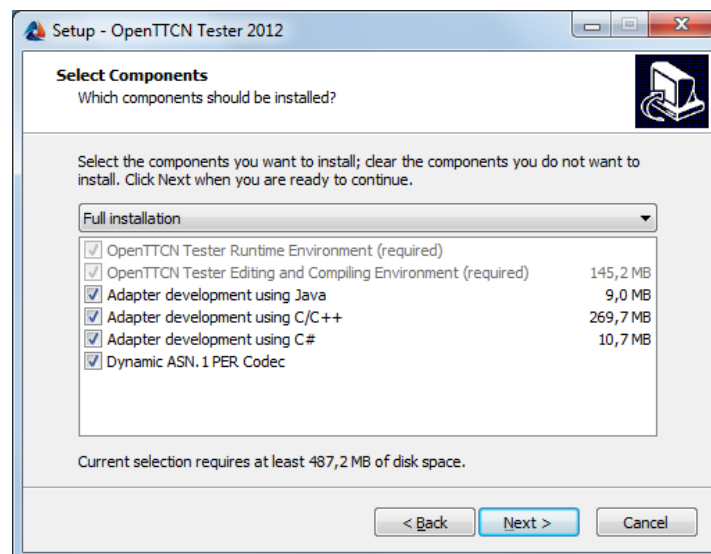 Setup - OpenTTCN Tester 2012
Select Components
Which components should be installed?
Select the components you want to install; clear the components you do not want to
install. Click Next when you are ready to continue.
Full installation
OpenTTCN Tester Runtime Environment (required)
OpenTTCN Tester Editing and Compiling Environment (required) 145,2 MB
Adapter development using Java 9,0 MB
Adapter development using C/C++ 269,7 MB
Adapter development using C# 10,7 MB
Dynamic ASN.1 PER Codec
Current selection requires at least 487,2 MB of disk space.
< Back Next > Cancel